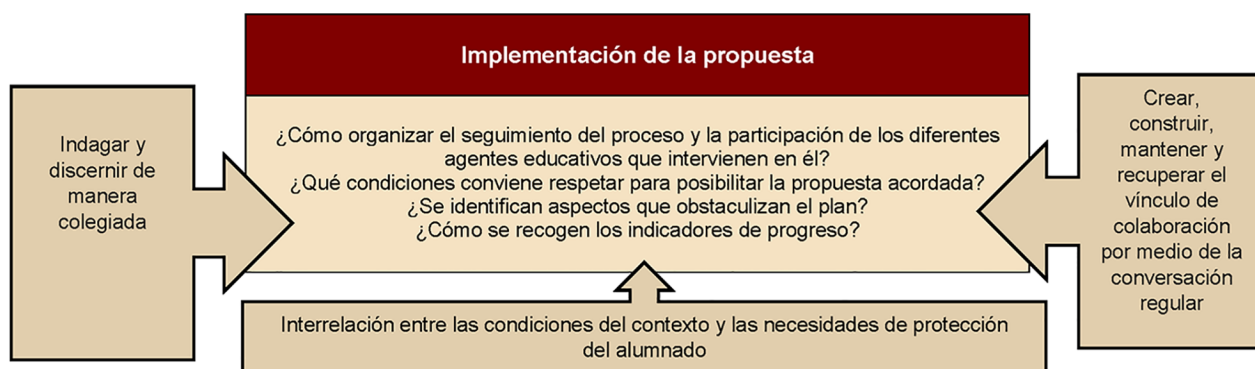 Implementación de la propuesta
Indagar y
discernir de
manera
colegiada
¿Cómo organizar el seguimiento del proceso y la participación de los diferentes
agentes educativos que intervienen en él?
¿Qué condiciones conviene respetar para posibilitar la propuesta acordada?
¿Se identifican aspectos que obstaculizan el plan?
¿Cómo se recogen los indicadores de progreso?
Crear,
construir,
mantener y
recuperar el
vínculo de
colaboración
por medio de la
conversación
regular
Interrelación entre las condiciones del contexto y las necesidades de protección
del alumnado